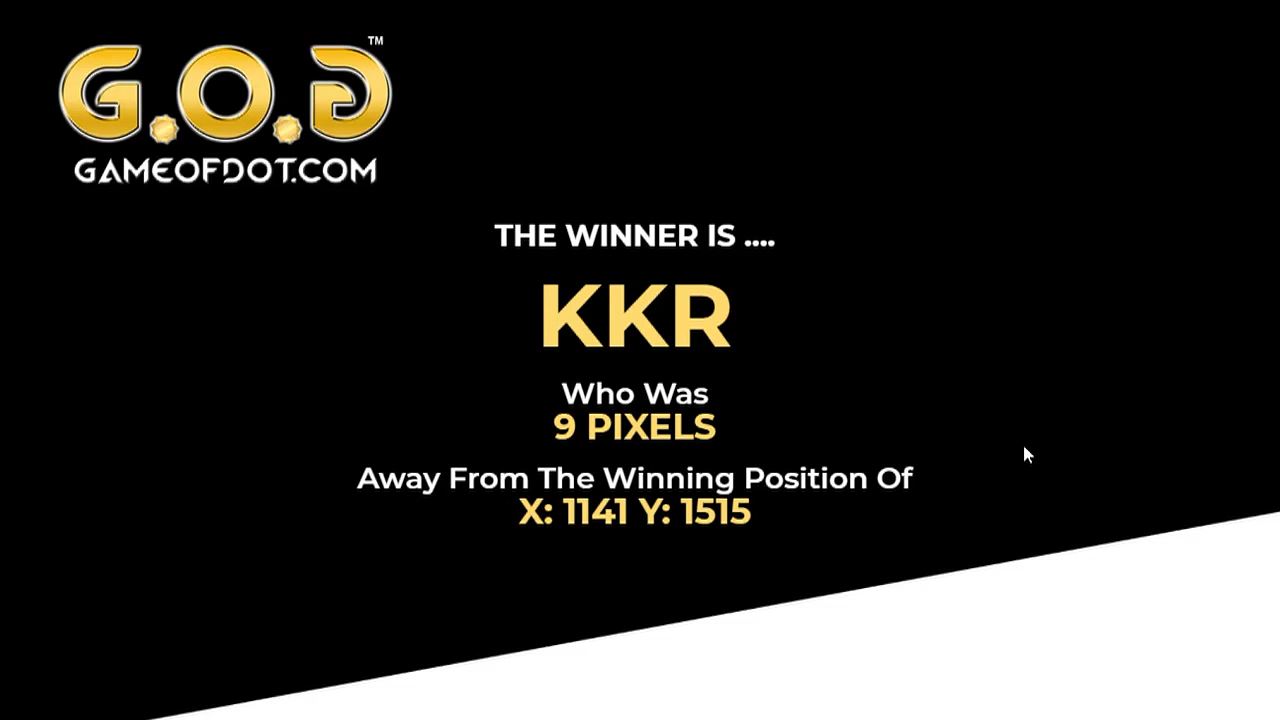 G.O.D
TM
GAMEOFDOT.COM
THE WINNER IS ....
KKR
Who Was
9 PIXELS
Away From The Winning Position Of
X: 1141 Y: 1515